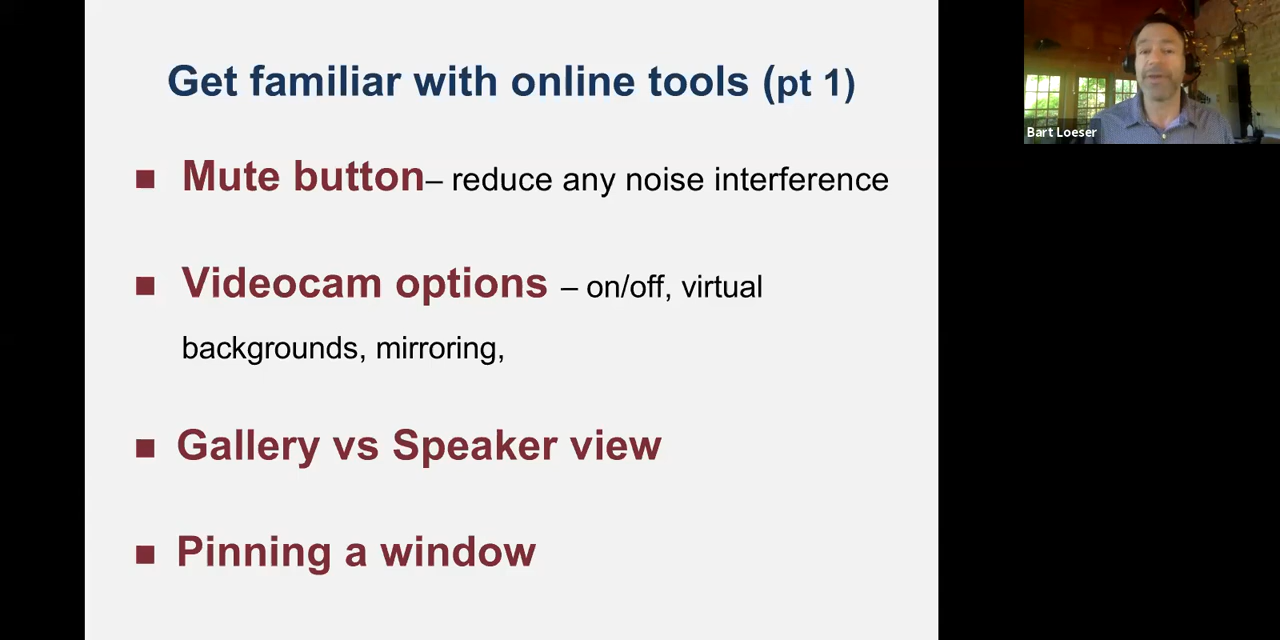 Get familiar with online tools (pt 1)
■ Mute button– reduce any noise interference
■ Videocam options – on/off, virtual
backgrounds, mirroring,
■ Gallery vs Speaker view
■ Pinning a window
Bart Loeser